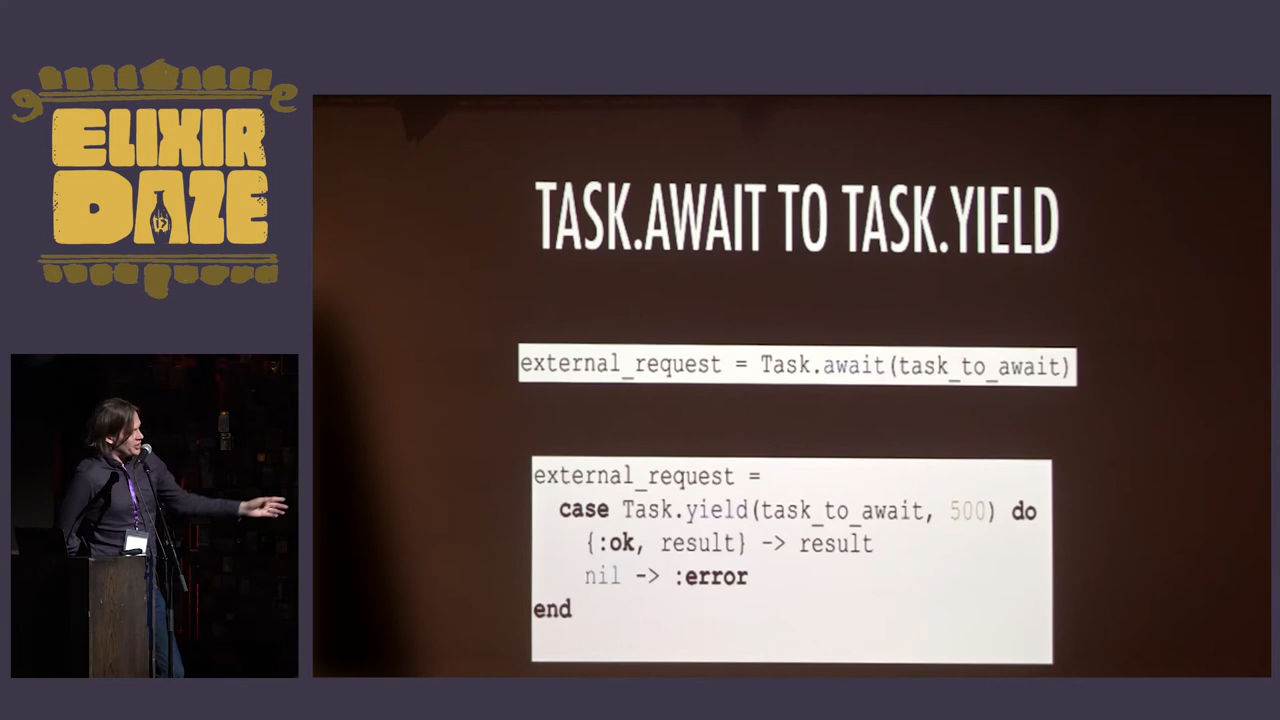 ELIXIR
DAZE
TASK.AWAIT TO TASK.YIELD
external_request = Task.await(task_to_await)
external_request =
case Task.yield(task_to_await, 500) do
{:ok, result} -> result
nil -> :error
end